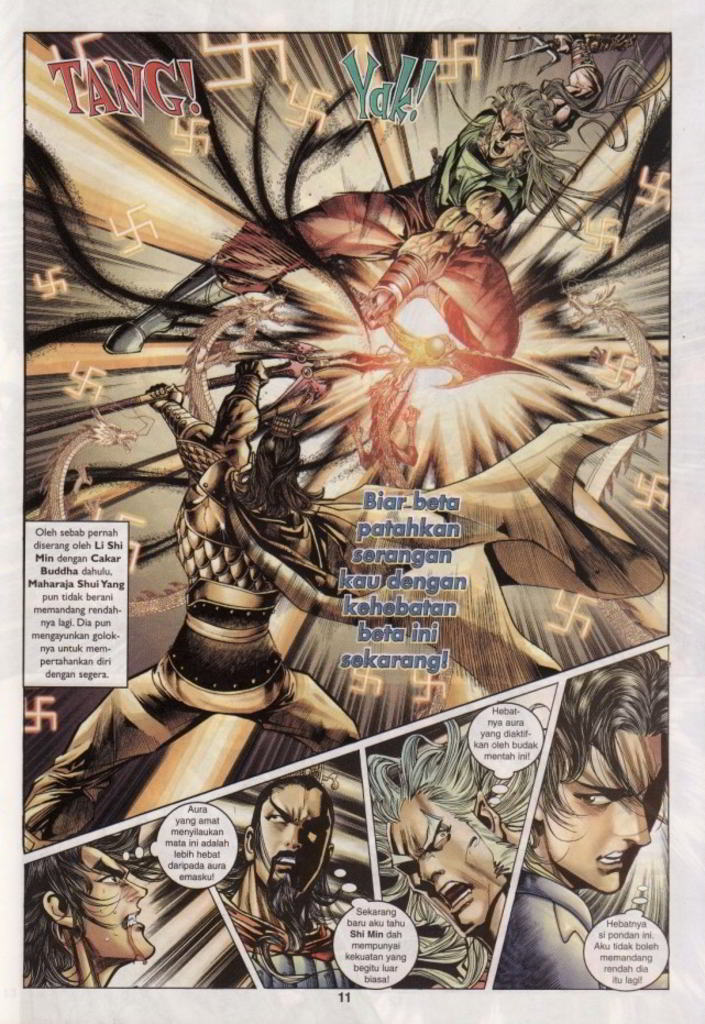 TANG!
Yak!
Biar beta
patahkan
serangan
kau dengan
kehebatan
beta ini
sekarang!
Oleh sebab pernah
diserang oleh Li Shi
Min dengan Cakar
Buddha dahulu,
Maharaja Shui Yang
pun tidak berani
memandang rendah-
nya lagi. Dia pun
mengayunkan golok-
nya untuk mem-
pertahankan diri
dengan segera.
Aura
yang amat
menyilaukan
mata ini adalah
lebih hebat
daripada aura
emasku!
Sekarang
baru aku tahu
Shi Min dah
mempunyai
kekuatan yang
begitu luar
biasa!
Hebat-
nya aura
yang diaktif-
kan oleh budak
mentah ini!
Hebatnya
si pondan ini.
Aku tidak boleh
memandang
rendah dia
itu lagi!
11